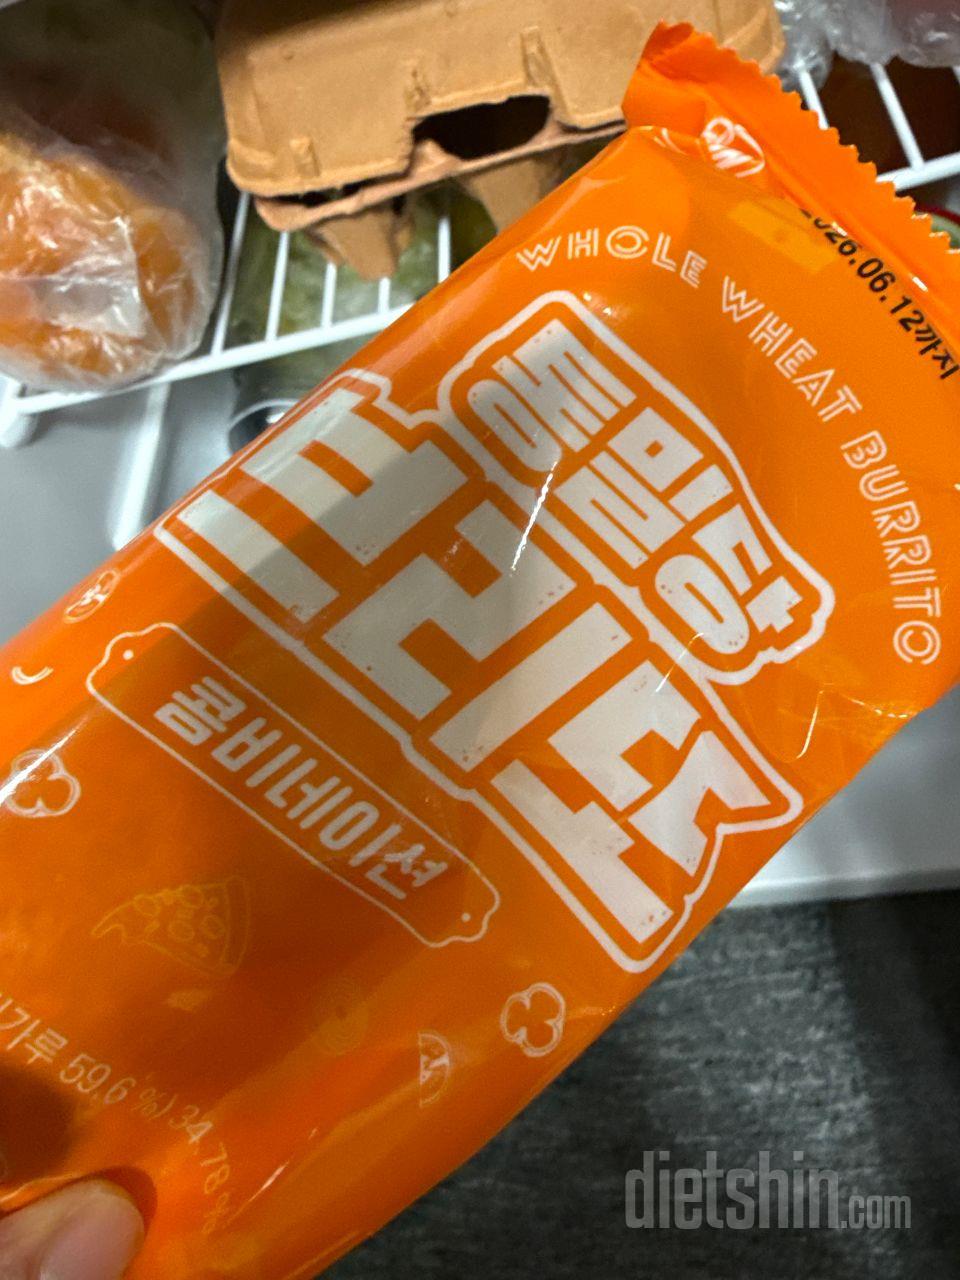 2026.06.12까지
WHOLE WHEAT BURRITO
통밀당
브리또
콤비네이션
가루 59.6%) 34.78%
dietshin.com